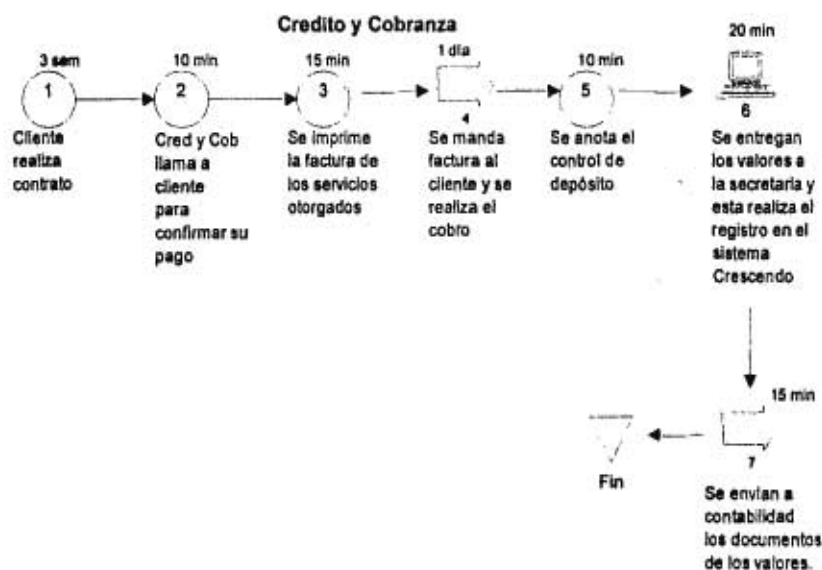 Credito y Cobranza
3 sem
1
Cliente
realiza
contrato
10 min
2
Cred y Cob
llama a
cliente
para
confirmar su
pago
15 min
3
Se imprime
la factura de
los servicios
otorgados
1 día
4
Se manda
factura al
cliente y se
realiza el
cobro
10 min
5
Se anota el
control de
depósito
20 min
6
Se entregan
los valores a
la secretaria y
esta realiza el
registro en el
sistema
Crescendo
15 min
7
Se envían a
contabilidad
los documentos
de los valores.
Fin